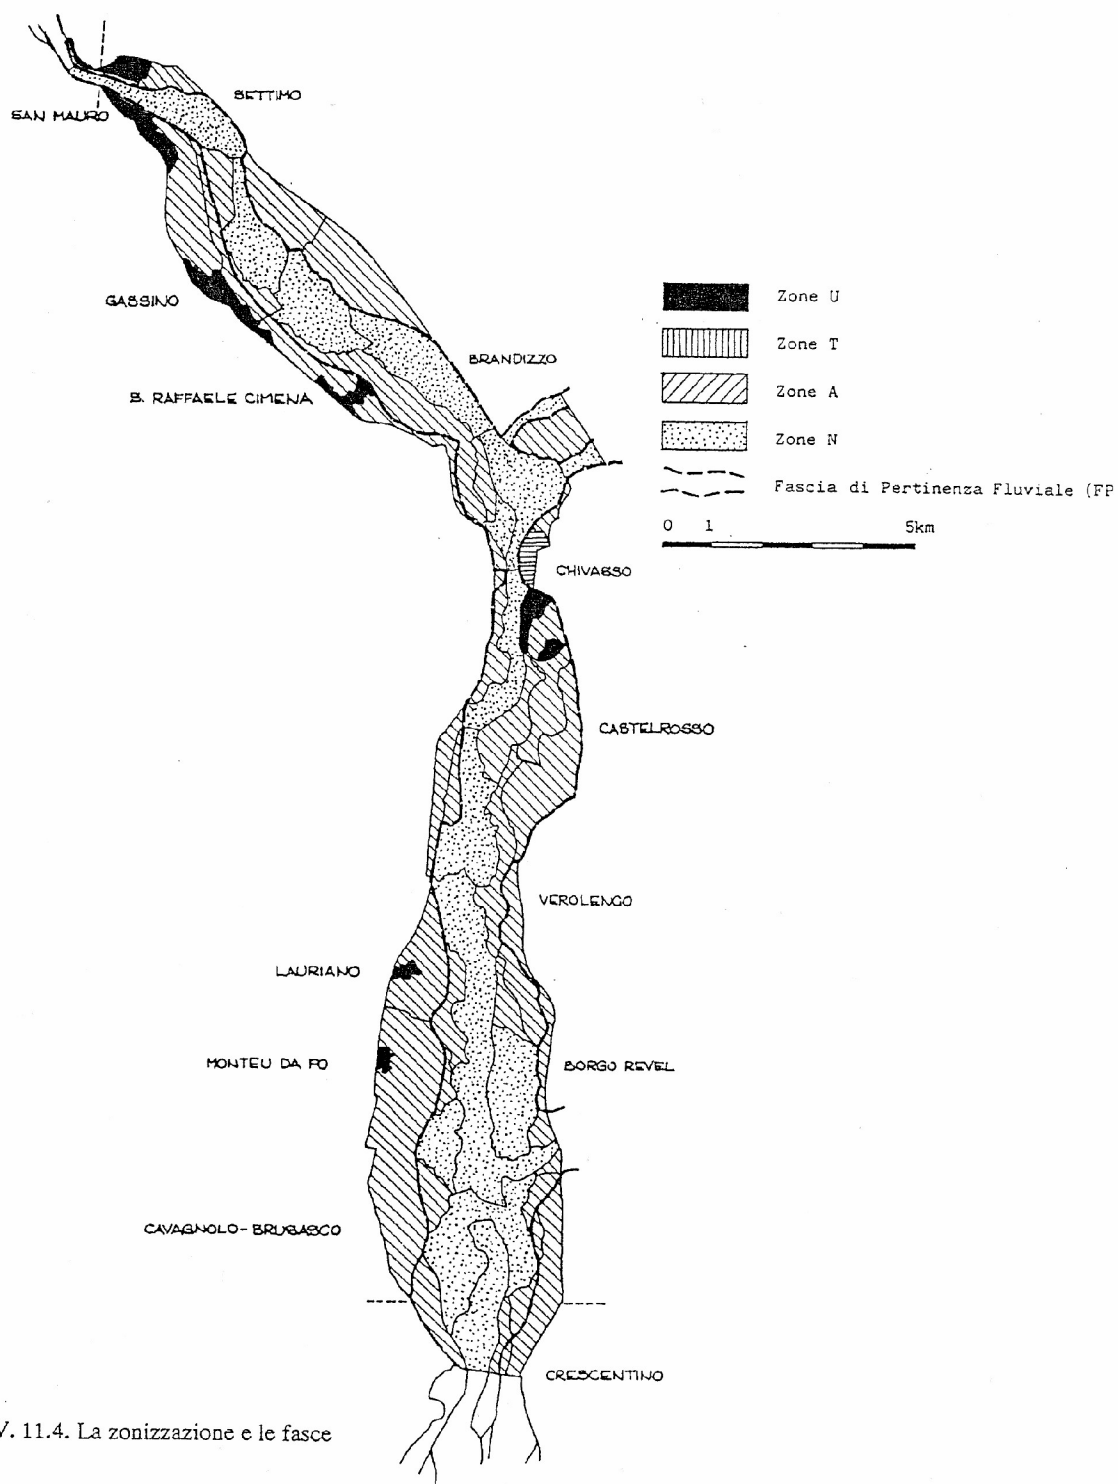 SETTIMO
SAN MAURO
GASSINO
BRANDIZZO
S. RAFFAELE CIMENA
Zone U
Zone T
Zone A
Zone N
Fascia di Pertinenza Fluviale (FP
0 1 5km
CHIVASSO
CASTELROSSO
VEROLENGO
LAURIANO
MONTEU DA PO
BORGO REVEL
CAVAGNOLO-BRUSASCO
CRESCENTINO
V. 11.4. La zonizzazione e le fasce